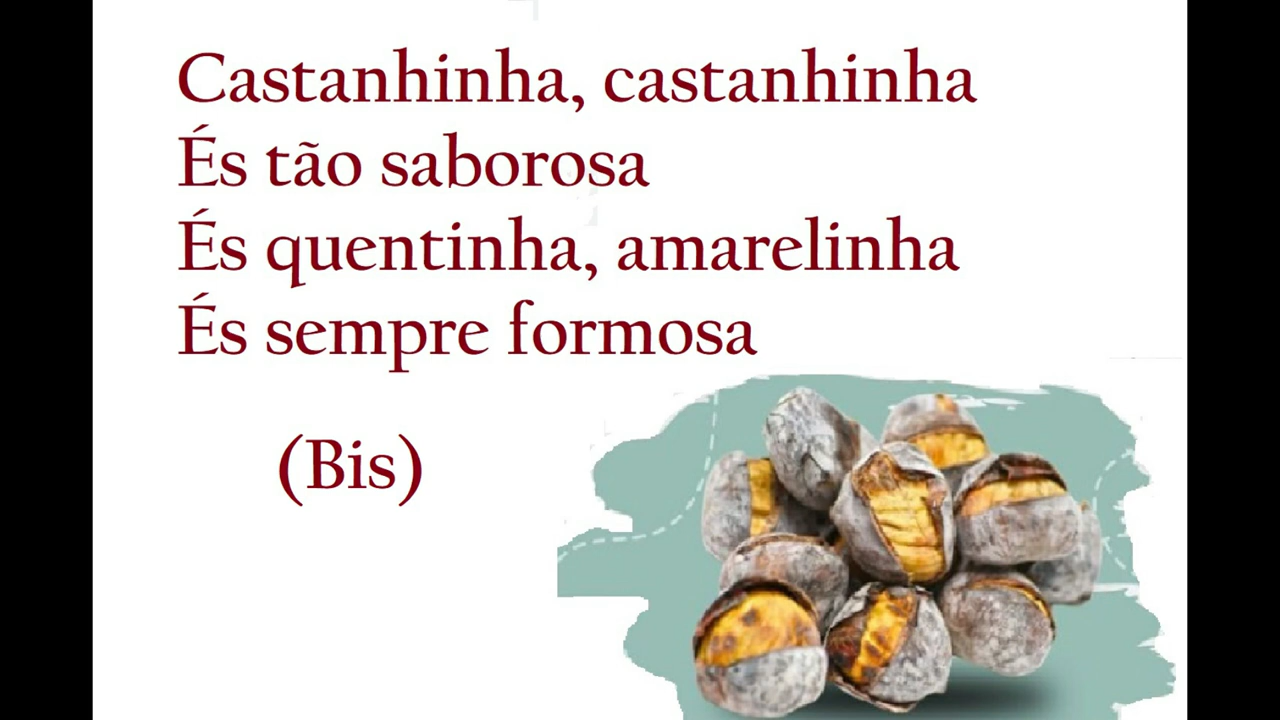 Castanhinha, castanhinha
És tão saborosa
És quentinha, amarelinha
És sempre formosa
(Bis)